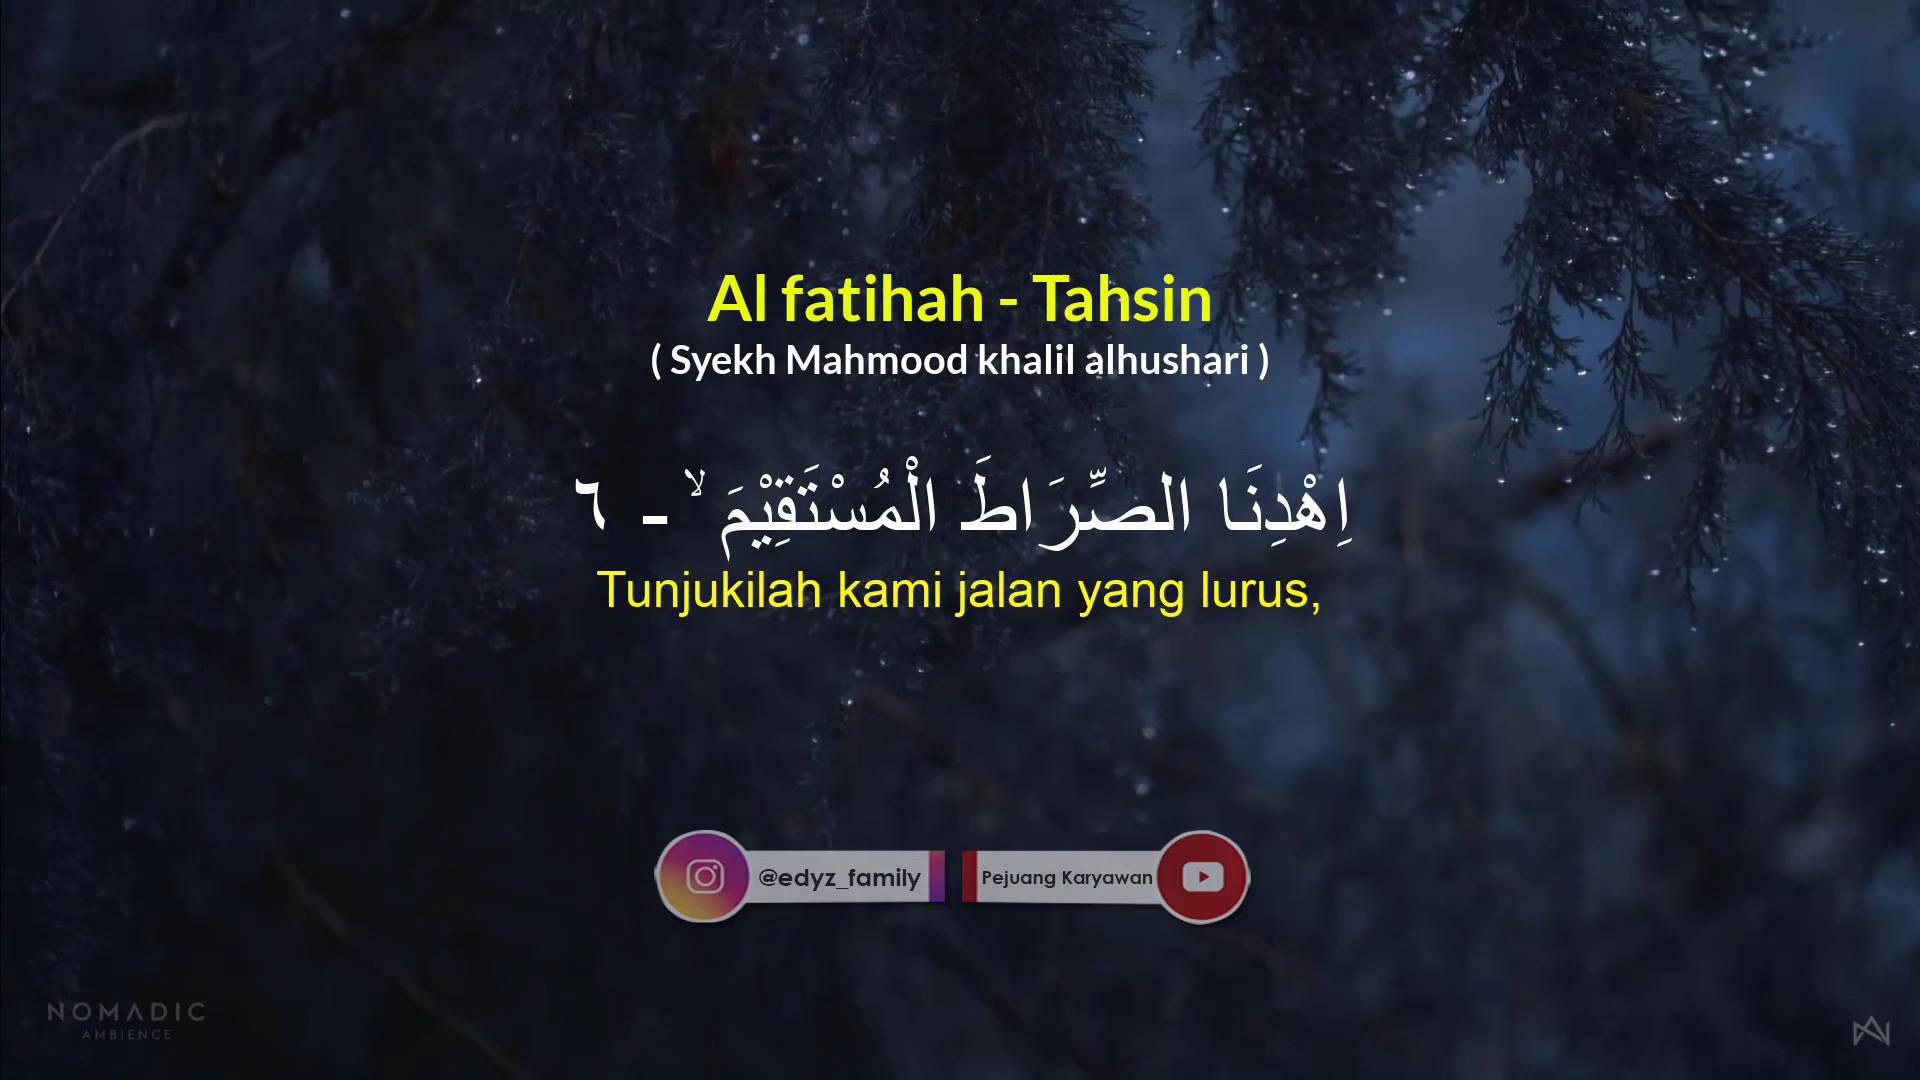 Al fatihah - Tahsin
( Syekh Mahmood khalil alhushari )
اِهْدِنَا الصِّرَاطَ الْمُسْتَقِيْمَ ۙ - ٦
Tunjukilah kami jalan yang lurus,
@edyz_family
Pejuang Karyawan
NOMADIC
AMBIENCE